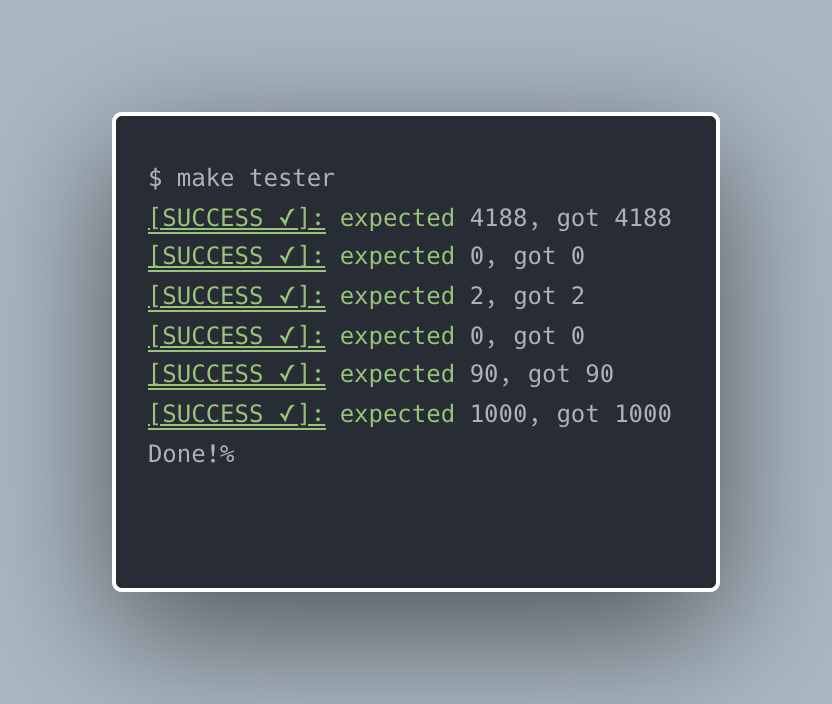 $ make tester
[SUCCESS ✓]: expected 4188, got 4188
[SUCCESS ✓]: expected 0, got 0
[SUCCESS ✓]: expected 2, got 2
[SUCCESS ✓]: expected 0, got 0
[SUCCESS ✓]: expected 90, got 90
[SUCCESS ✓]: expected 1000, got 1000
Done!%